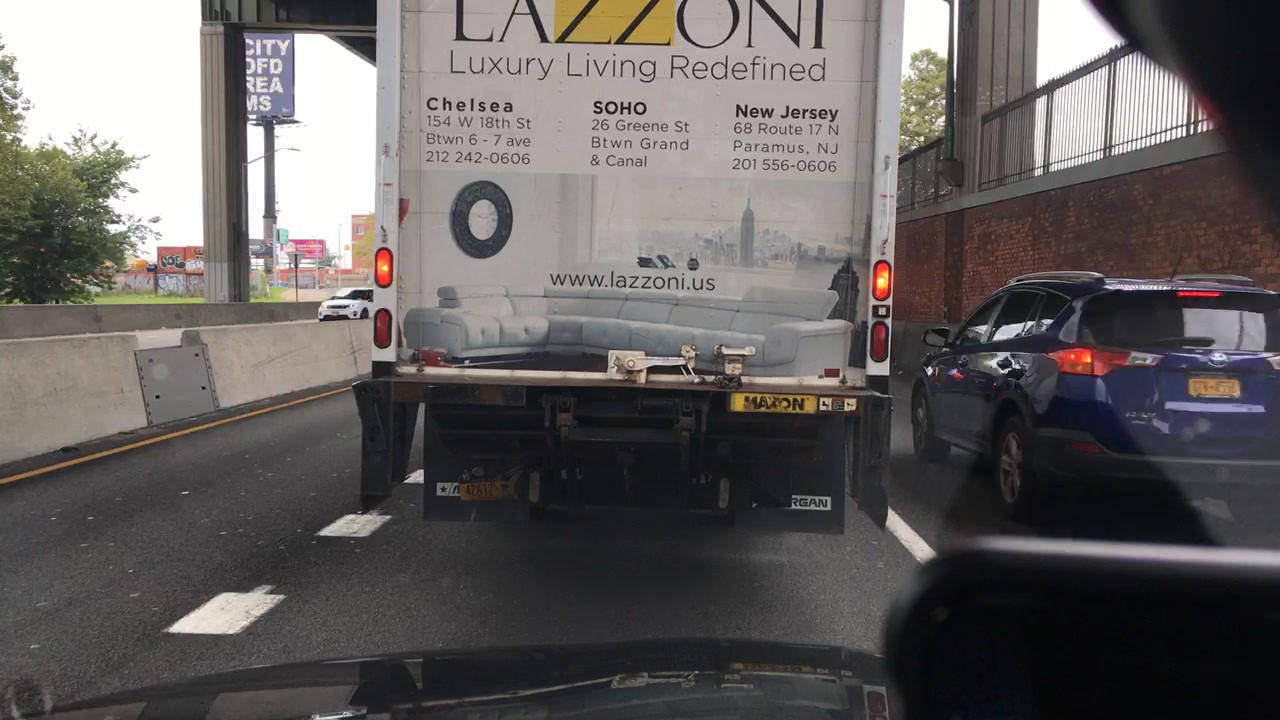 CITY
OFD
REA
MS
LAZZONI
Luxury Living Redefined
Chelsea
154 W 18th St
Btwn 6 - 7 ave
212 242-0606
SOHO
26 Greene St
Btwn Grand
& Canal
New Jersey
68 Route 17 N
Paramus, NJ
201 556-0606
www.lazzoni.us
MAXON
RGAN